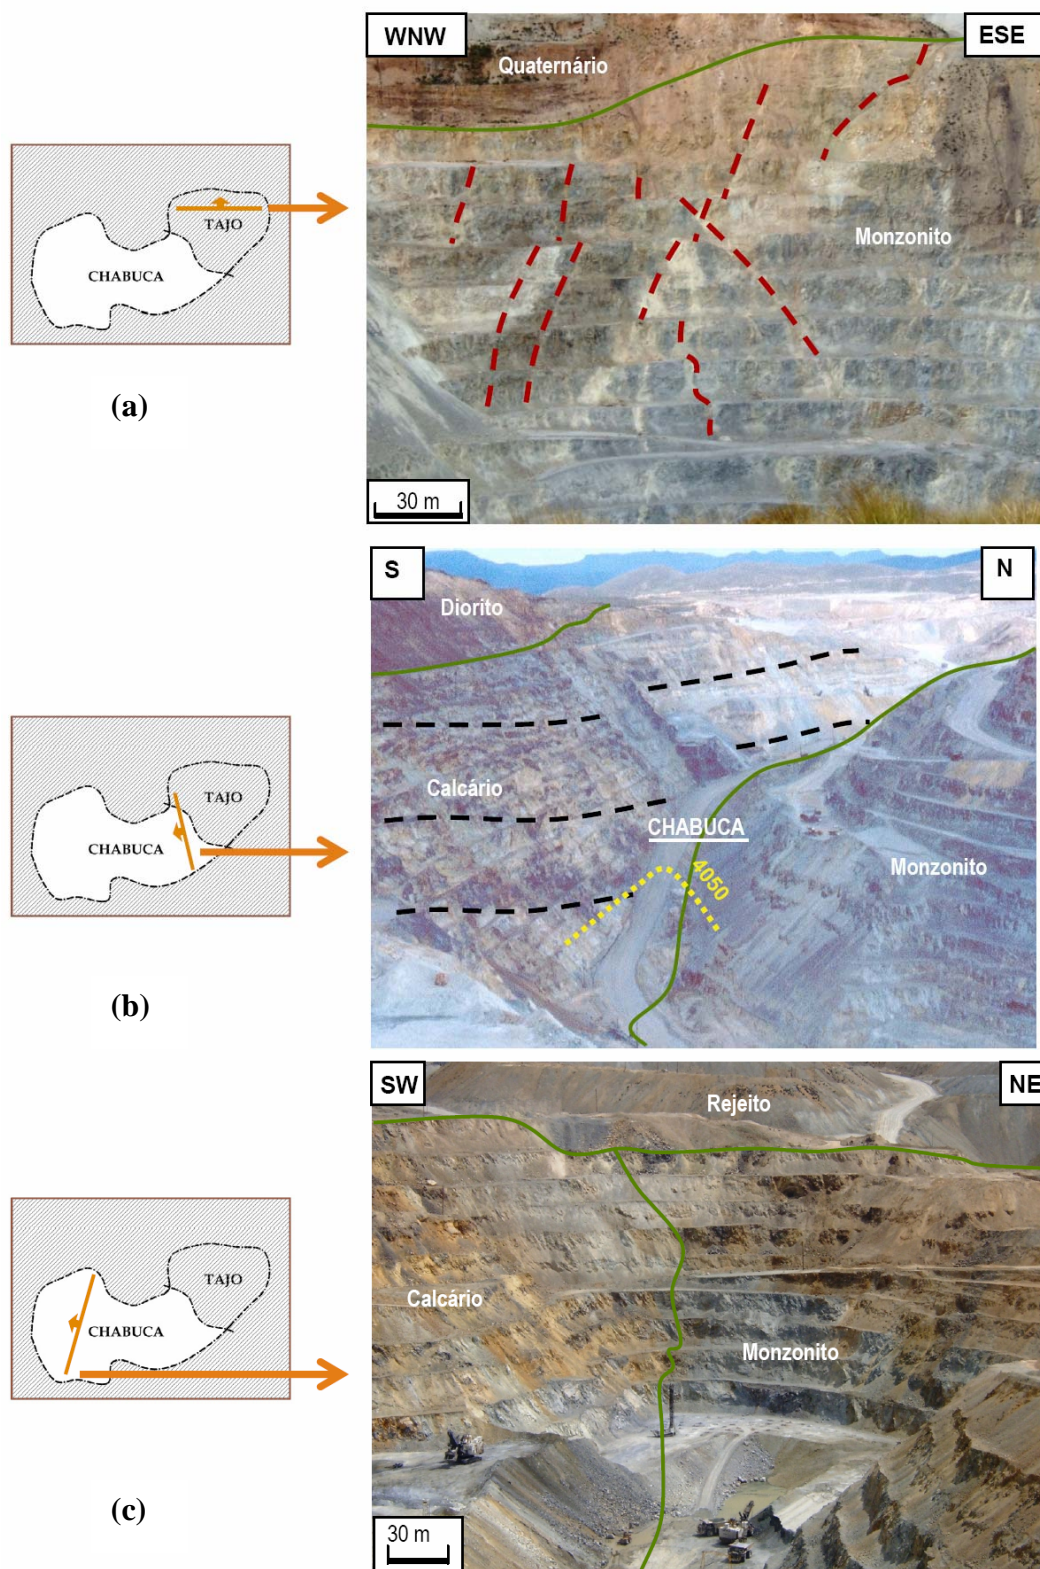 WNW
ESE
Quaternário
Monzonito
TAJO
CHABUCA
30 m
(a)
S
N
Diorito
Calcário
CHABUCA
4050
Monzonito
TAJO
CHABUCA
(b)
SW
NE
Rejeito
Calcário
Monzonito
TAJO
CHABUCA
30 m
(c)